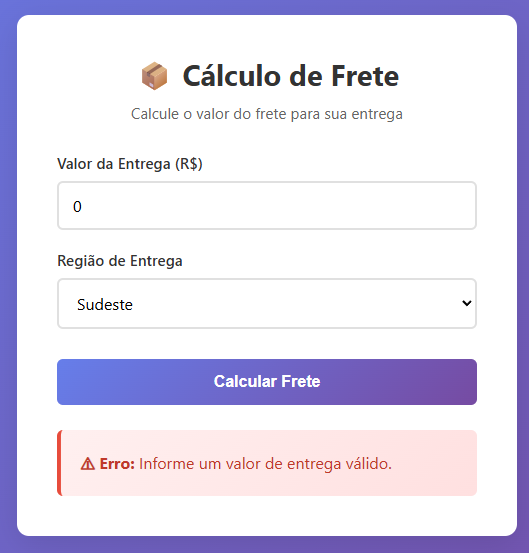 📦 Cálculo de Frete
Calcule o valor do frete para sua entrega
Valor da Entrega (R$)
0
Região de Entrega
Sudeste
Calcular Frete
⚠ Erro: Informe um valor de entrega válido.